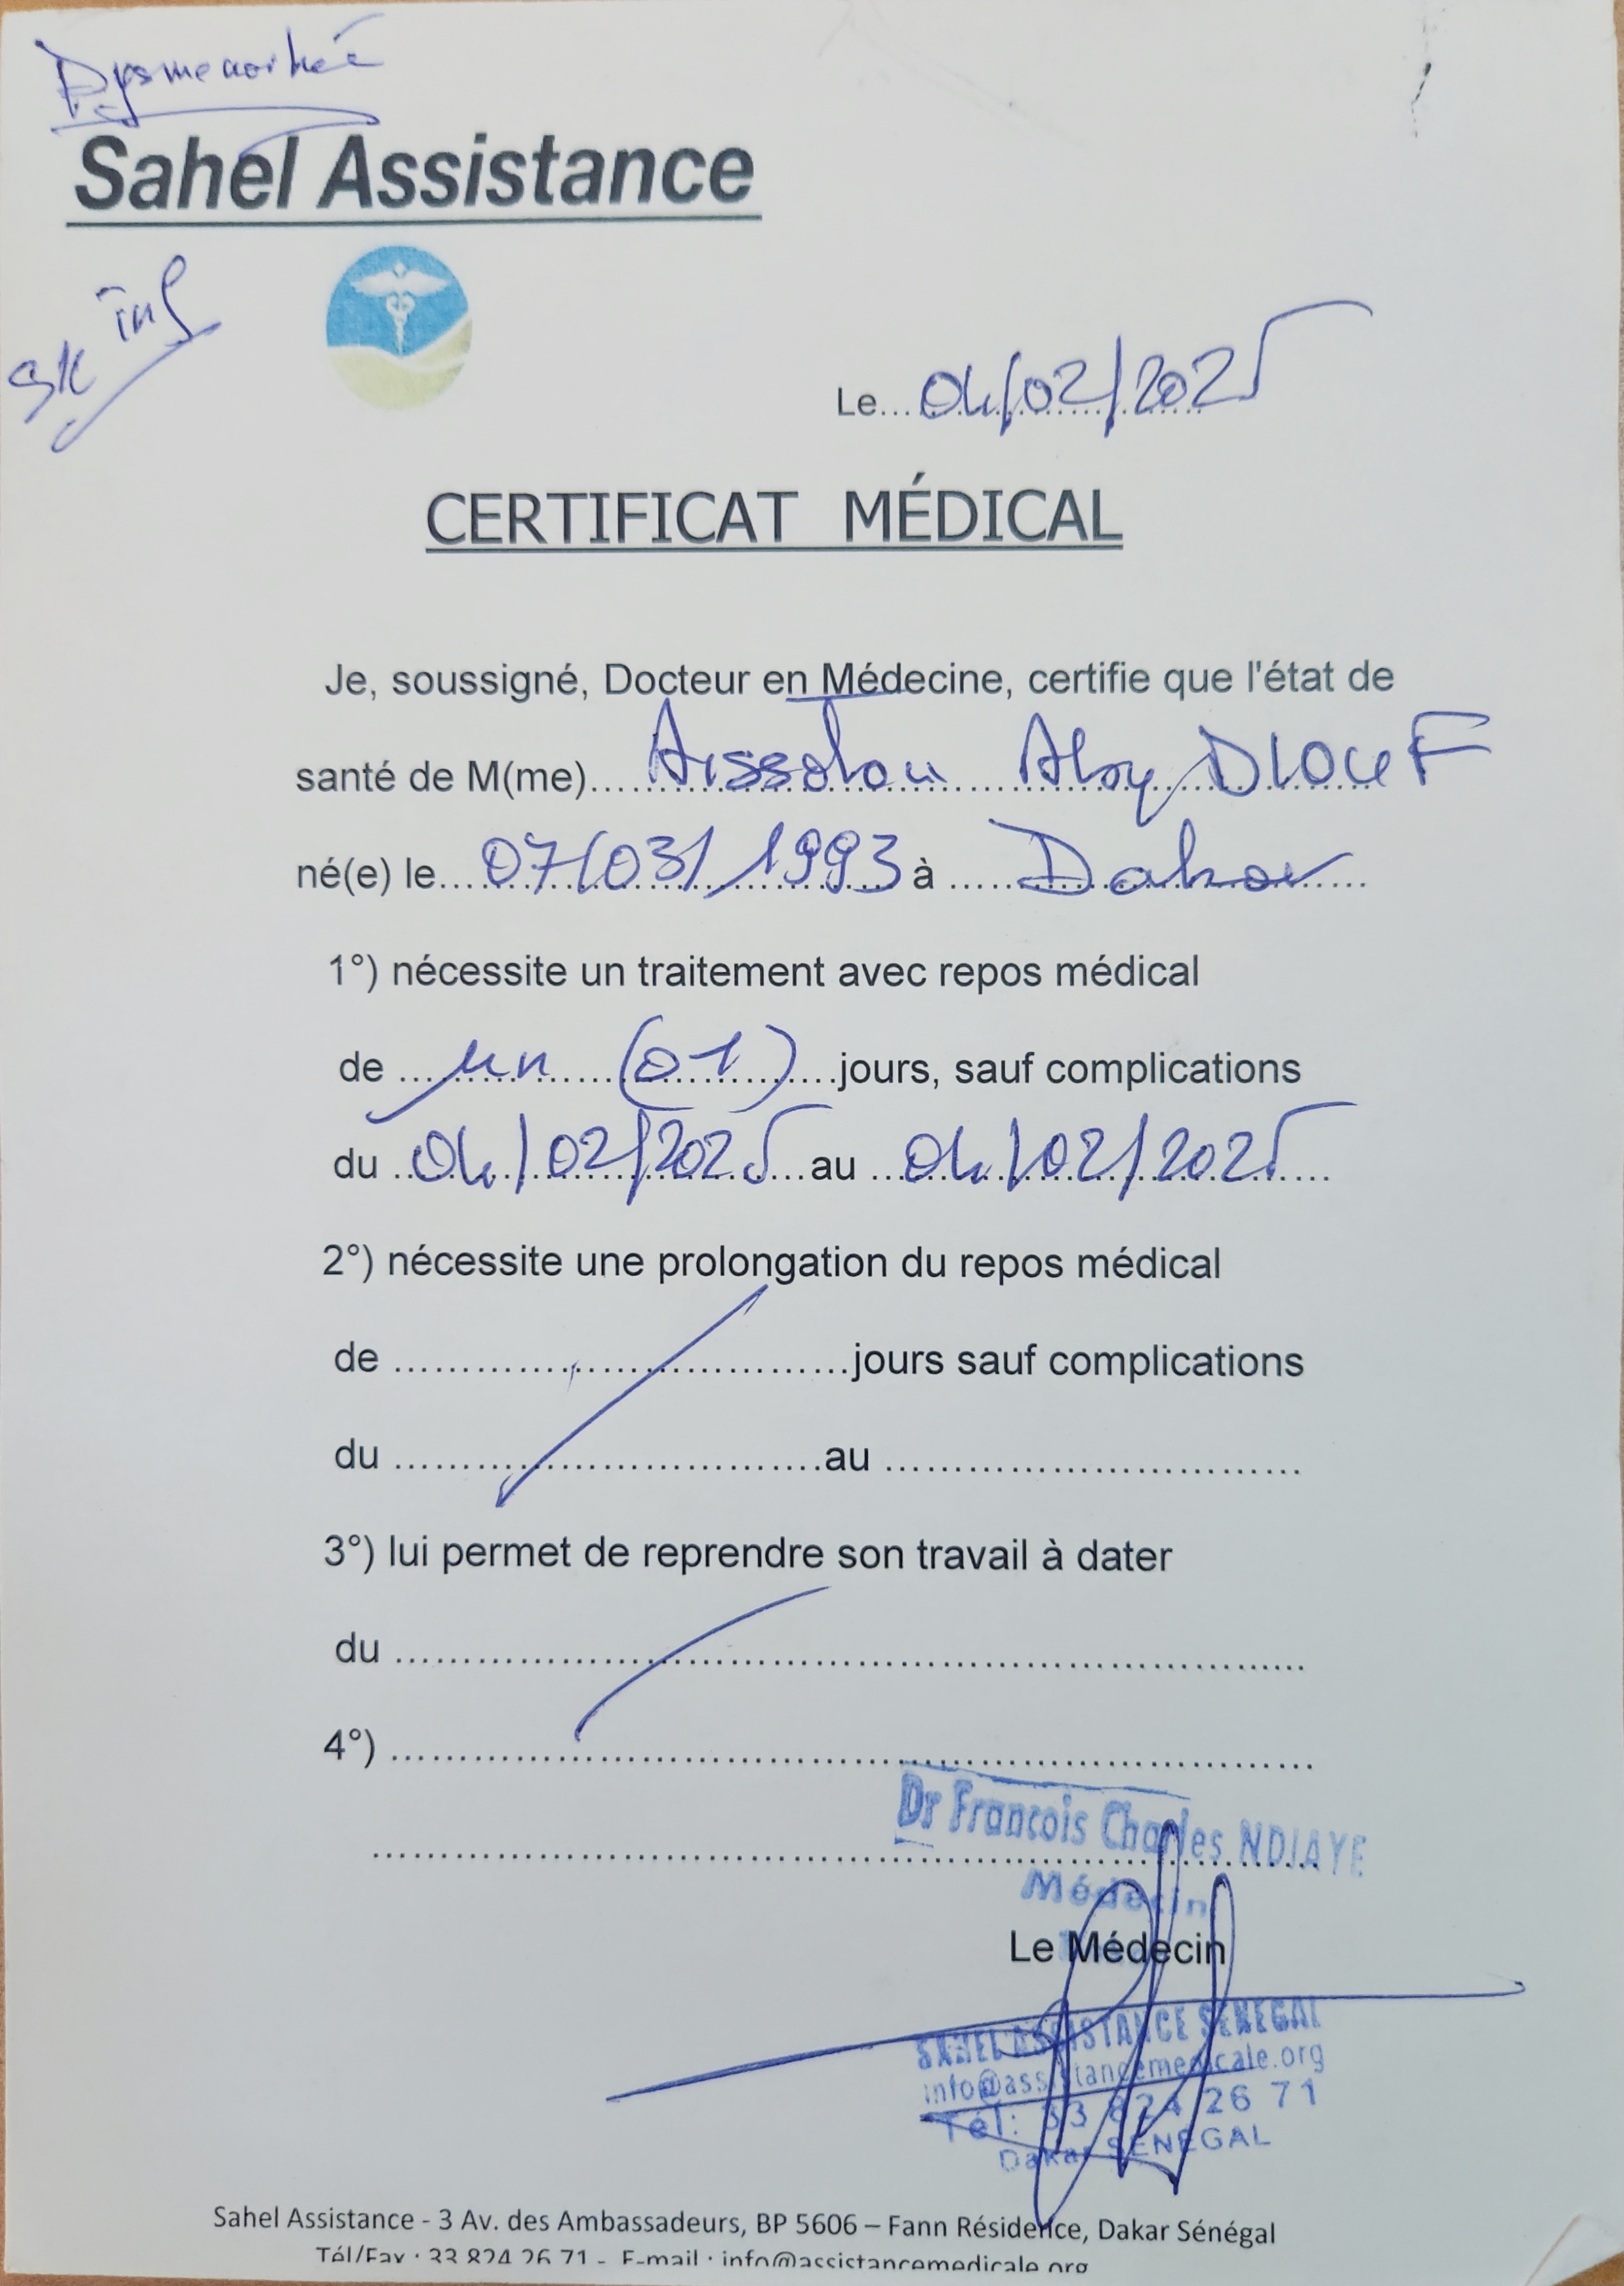 Dysmenorrhée
Sahel Assistance
Le... 04/02/2025
CERTIFICAT MÉDICAL
Je, soussigné, Docteur en Médecine, certifie que l'état de
santé de M(me)... Aissatou Aby DIOUF
né(e) le... 07/03/1993 à ..... Dakar
1°) nécessite un traitement avec repos médical
de ... un (01) ...jours, sauf complications
du .. 04/02/2025 ...au ... 04/02/2025
2°) nécessite une prolongation du repos médical
de ....................................jours sauf complications
du ..................................au .................................
3°) lui permet de reprendre son travail à dater
du ........................................................................
4°) ........................................................................
Dr François Charles NDIAYE
Médecin
Le Médecin
SAHEL ASSISTANCE SENEGAL
info@assistancemedicale.org
Tél: 33 824 26 71
Dakar SENEGAL
Sahel Assistance - 3 Av. des Ambassadeurs, BP 5606 – Fann Résidence, Dakar Sénégal
Tél/Fax : 33 824 26 71 - E-mail : info@assistancemedicale.org